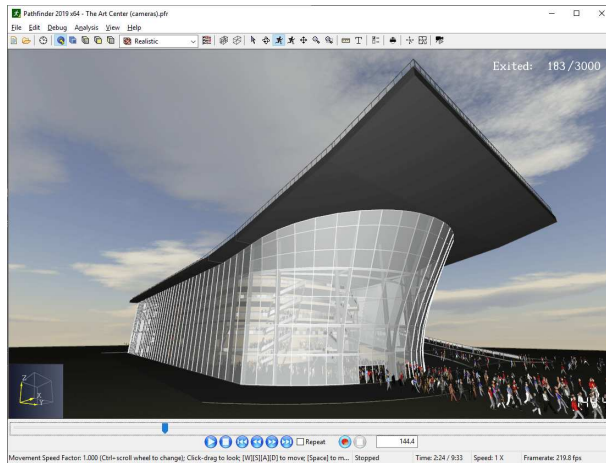 Pathfinder 2019 x64 - The Art Center (cameras).pfr
File Edit Debug Analysis View Help
Realistic
Exited: 183/3000
Z
X
Y
Repeat
144.4
Movement Speed Factor: 1.000 (Ctrl+scroll wheel to change); Click-drag to look; [W][S][A][D] to move; [Space] to m... Stopped Time: 2:24 / 9:33 Speed: 1 X Framerate: 219.8 fps